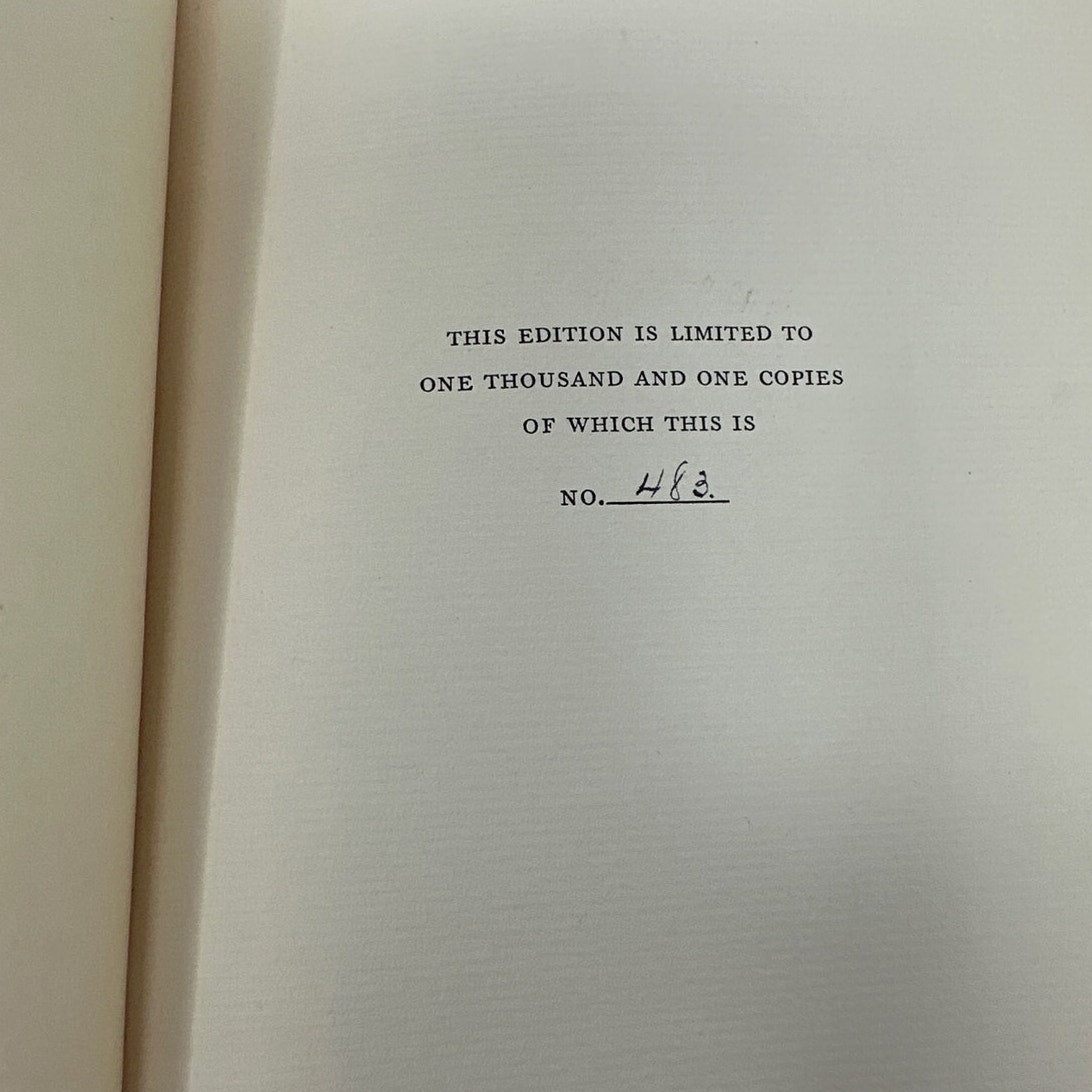 THIS EDITION IS LIMITED TO
ONE THOUSAND AND ONE COPIES
OF WHICH THIS IS
NO. 483.